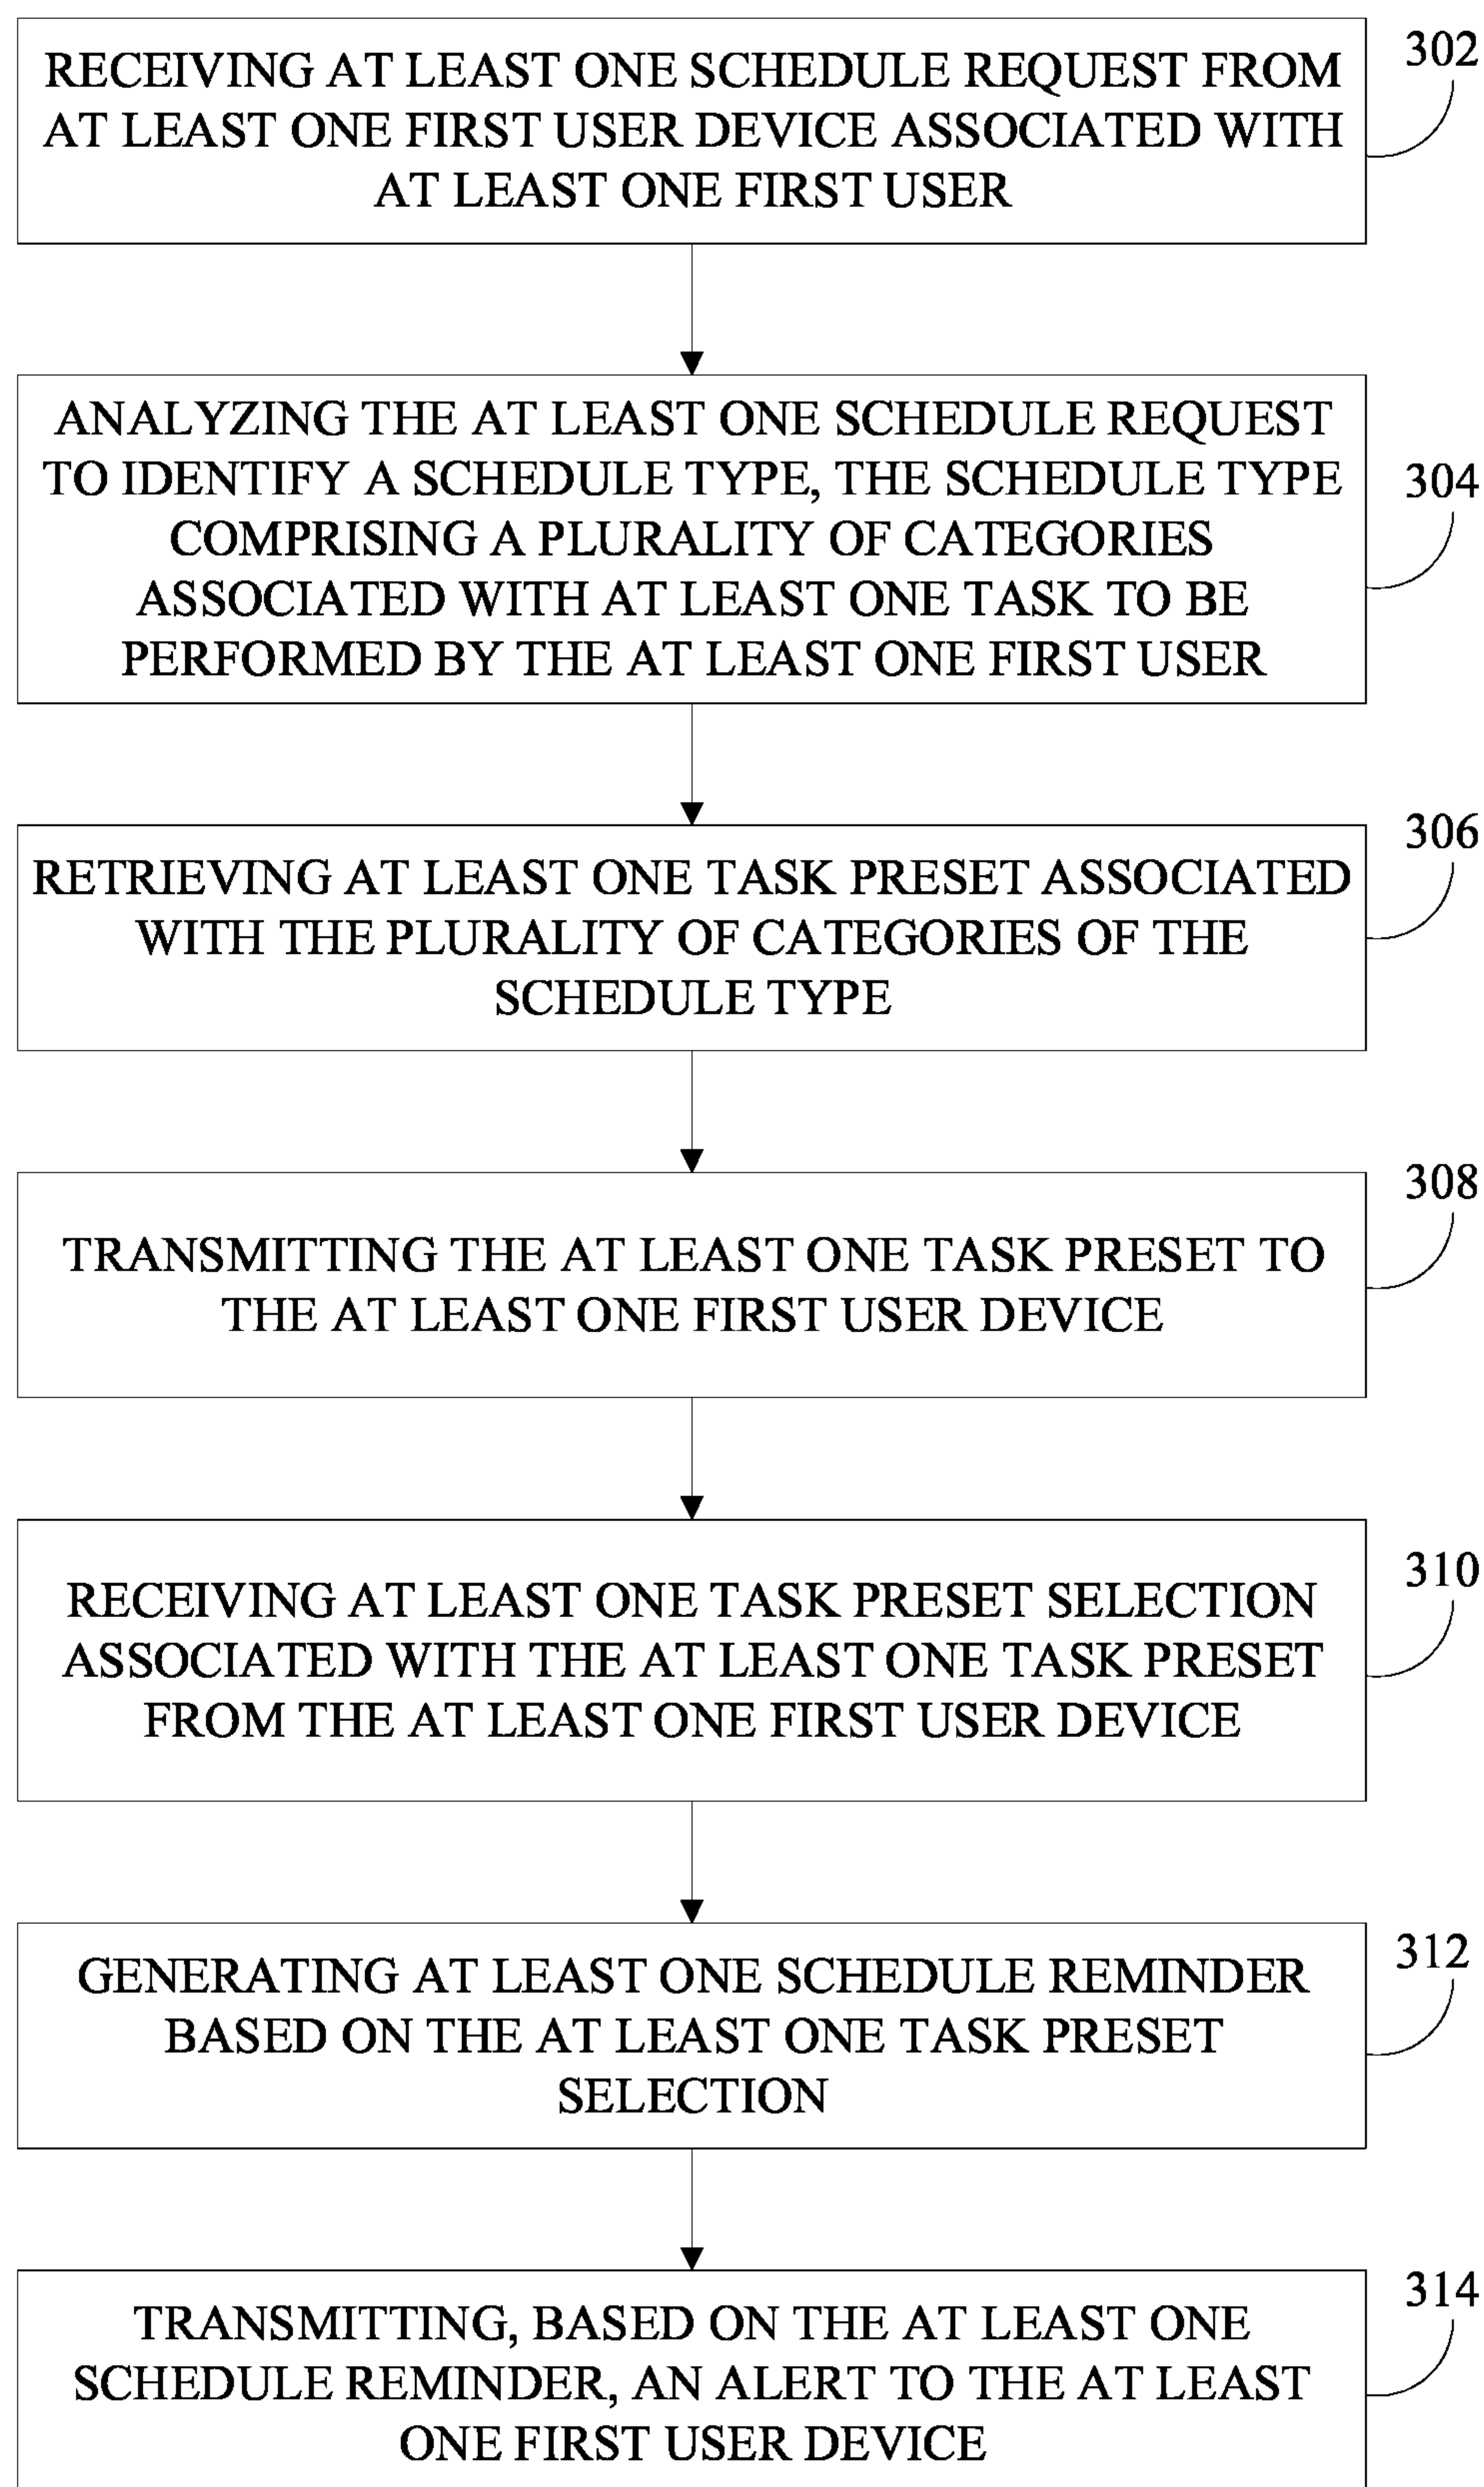 RECEIVING AT LEAST ONE SCHEDULE REQUEST FROM
AT LEAST ONE FIRST USER DEVICE ASSOCIATED WITH
AT LEAST ONE FIRST USER
302
ANALYZING THE AT LEAST ONE SCHEDULE REQUEST
TO IDENTIFY A SCHEDULE TYPE, THE SCHEDULE TYPE
COMPRISING A PLURALITY OF CATEGORIES
ASSOCIATED WITH AT LEAST ONE TASK TO BE
PERFORMED BY THE AT LEAST ONE FIRST USER
304
RETRIEVING AT LEAST ONE TASK PRESET ASSOCIATED
WITH THE PLURALITY OF CATEGORIES OF THE
SCHEDULE TYPE
306
TRANSMITTING THE AT LEAST ONE TASK PRESET TO
THE AT LEAST ONE FIRST USER DEVICE
308
RECEIVING AT LEAST ONE TASK PRESET SELECTION
ASSOCIATED WITH THE AT LEAST ONE TASK PRESET
FROM THE AT LEAST ONE FIRST USER DEVICE
310
GENERATING AT LEAST ONE SCHEDULE REMINDER
BASED ON THE AT LEAST ONE TASK PRESET
SELECTION
312
TRANSMITTING, BASED ON THE AT LEAST ONE
SCHEDULE REMINDER, AN ALERT TO THE AT LEAST
ONE FIRST USER DEVICE
314